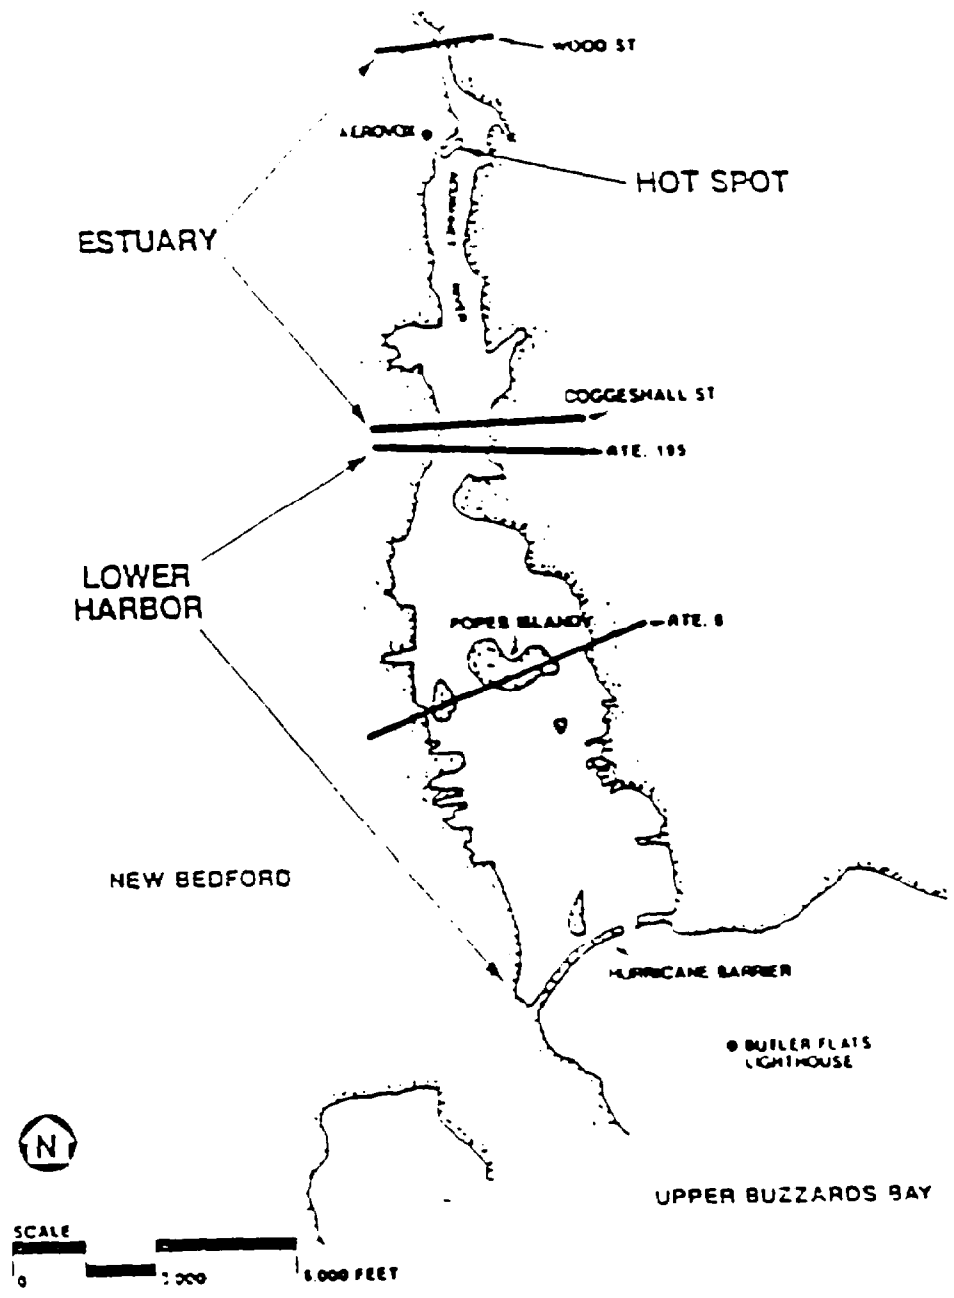 WOOD ST
AEROVOX
HOT SPOT
ESTUARY
RIVER
COGGESHALL ST
RTE. 195
LOWER
HARBOR
POPES ISLAND
RTE. 6
NEW BEDFORD
HURRICANE BARRIER
BUTLER FLATS
LIGHTHOUSE
N
UPPER BUZZARDS BAY
SCALE
0
FEET